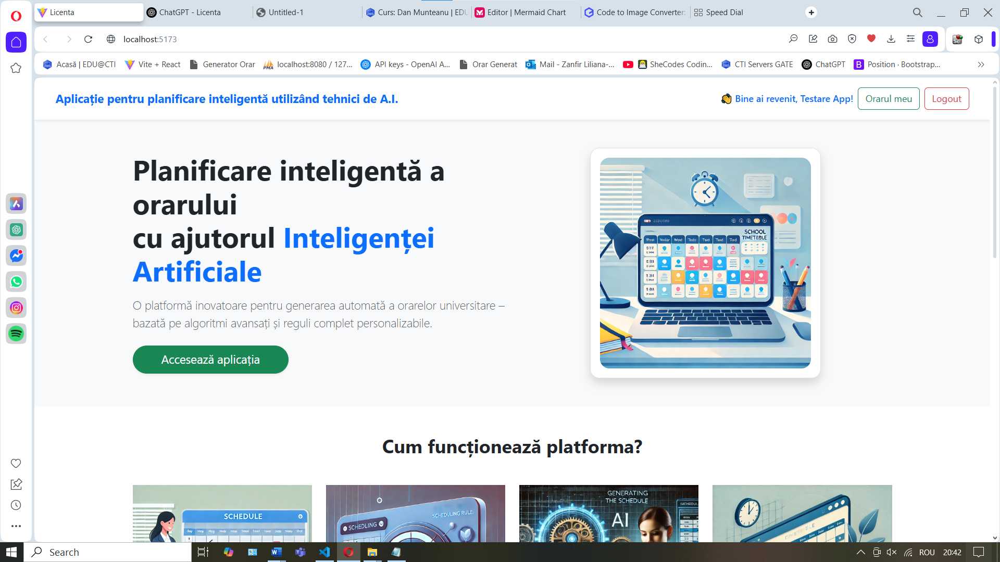 Licenta
ChatGPT - Licenta
Untitled-1
Curs: Dan Munteanu | EDU
Editor | Mermaid Chart
Code to Image Converter:
Speed Dial
localhost:5173
Acasă | EDU@CTI
Vite + React
Generator Orar
localhost:8080 / 127...
API keys - OpenAI A...
Orar Generat
Mail - Zanfir Liliana-...
SheCodes Codin...
CTI Servers GATE
ChatGPT
Position · Bootstrap...
Aplicație pentru planificare inteligentă utilizând tehnici de A.I.
👏 Bine ai revenit, Testare App!
Orarul meu
Logout
Planificare inteligentă a
orarului
cu ajutorul Inteligenței
Artificiale
O platformă inovatoare pentru generarea automată a orarelor universitare –
bazată pe algoritmi avansați și reguli complet personalizabile.
Accesează aplicația
SCHOOL
TIMETABLE
Cum funcționează platforma?
SCHEDULE
SCHEDLING
SCHEDULING RULE
GENERATING
THE SCHEDULE
AI
Search
ROU
20:42